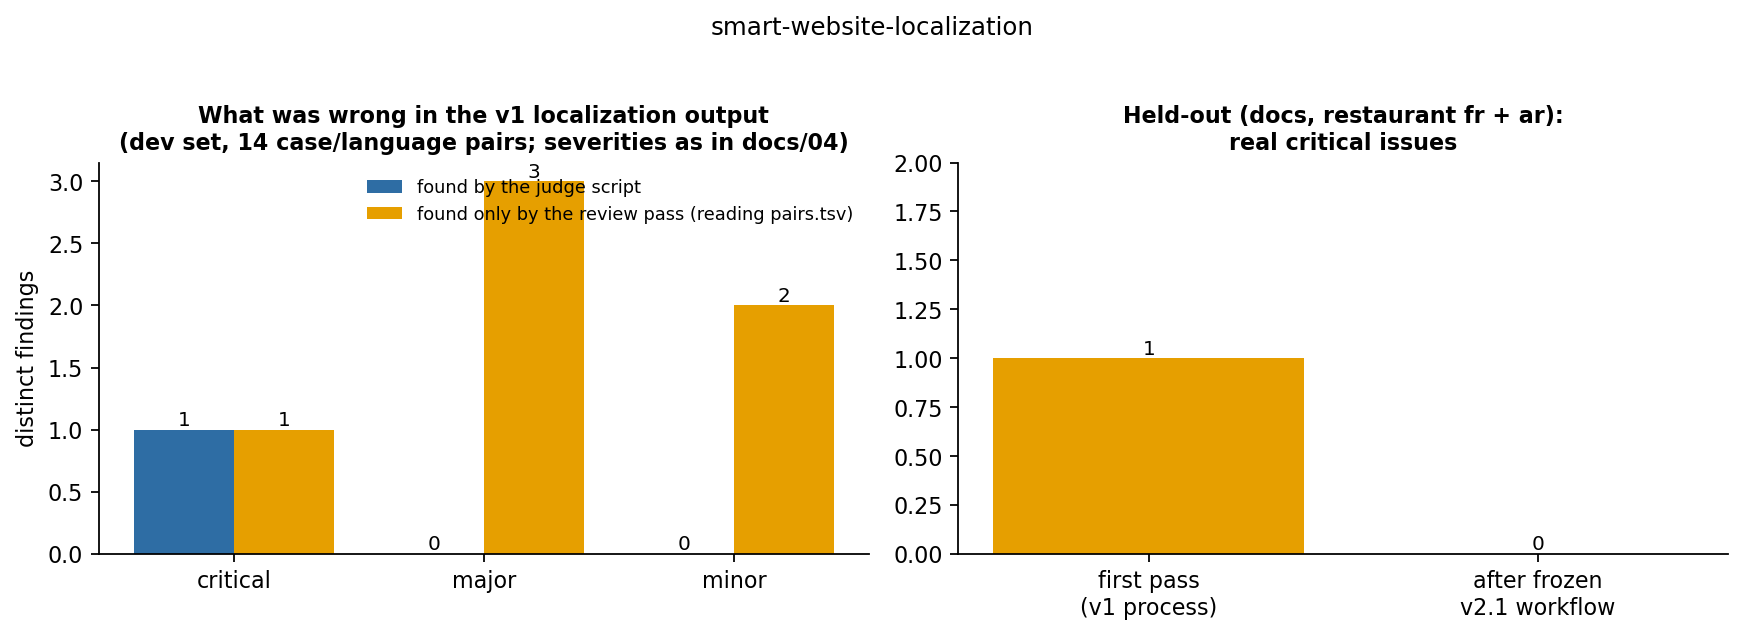 smart-website-localization
What was wrong in the v1 localization output
(dev set, 14 case/language pairs; severities as in docs/04)
found by the judge script
found only by the review pass (reading pairs.tsv)
distinct findings
3.0
2.5
2.0
1.5
1.0
0.5
0.0
1
1
0
3
0
2
critical
major
minor
Held-out (docs, restaurant fr + ar):
real critical issues
2.00
1.75
1.50
1.25
1.00
0.75
0.50
0.25
0.00
1
0
first pass
(v1 process)
after frozen
v2.1 workflow